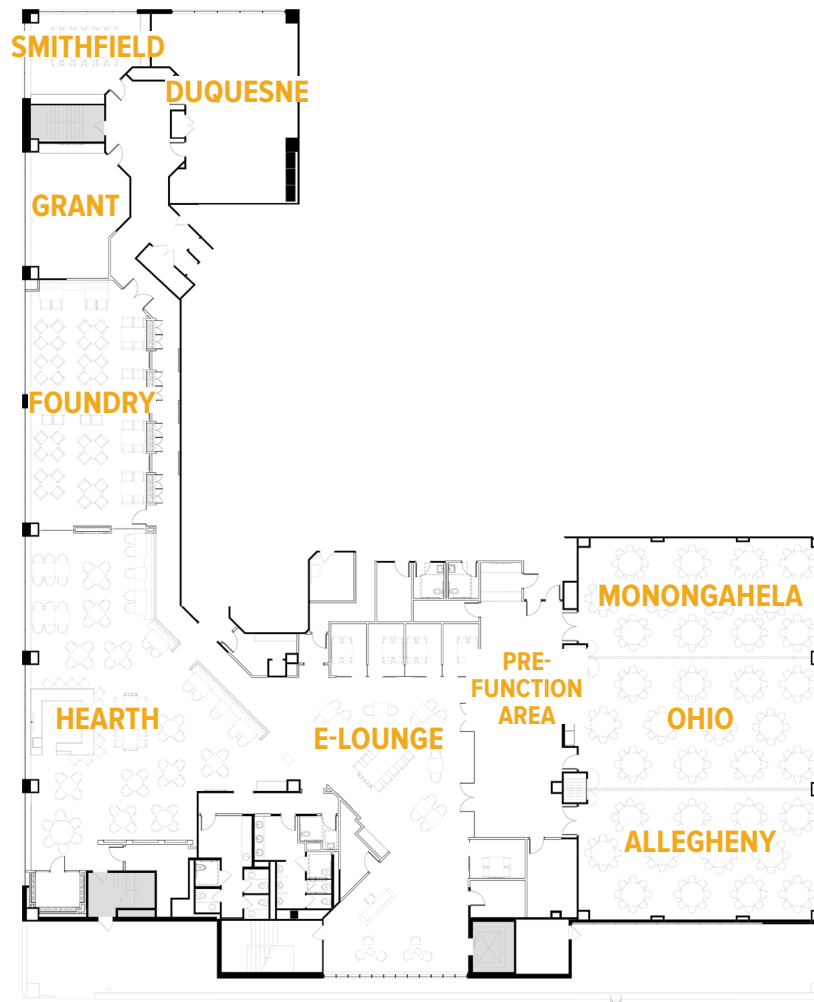 SMITHFIELD
DUQUESNE
GRANT
FOUNDRY
MONONGAHELA
PRE-
FUNCTION
AREA
HEARTH
E-LOUNGE
OHIO
ALLEGHENY